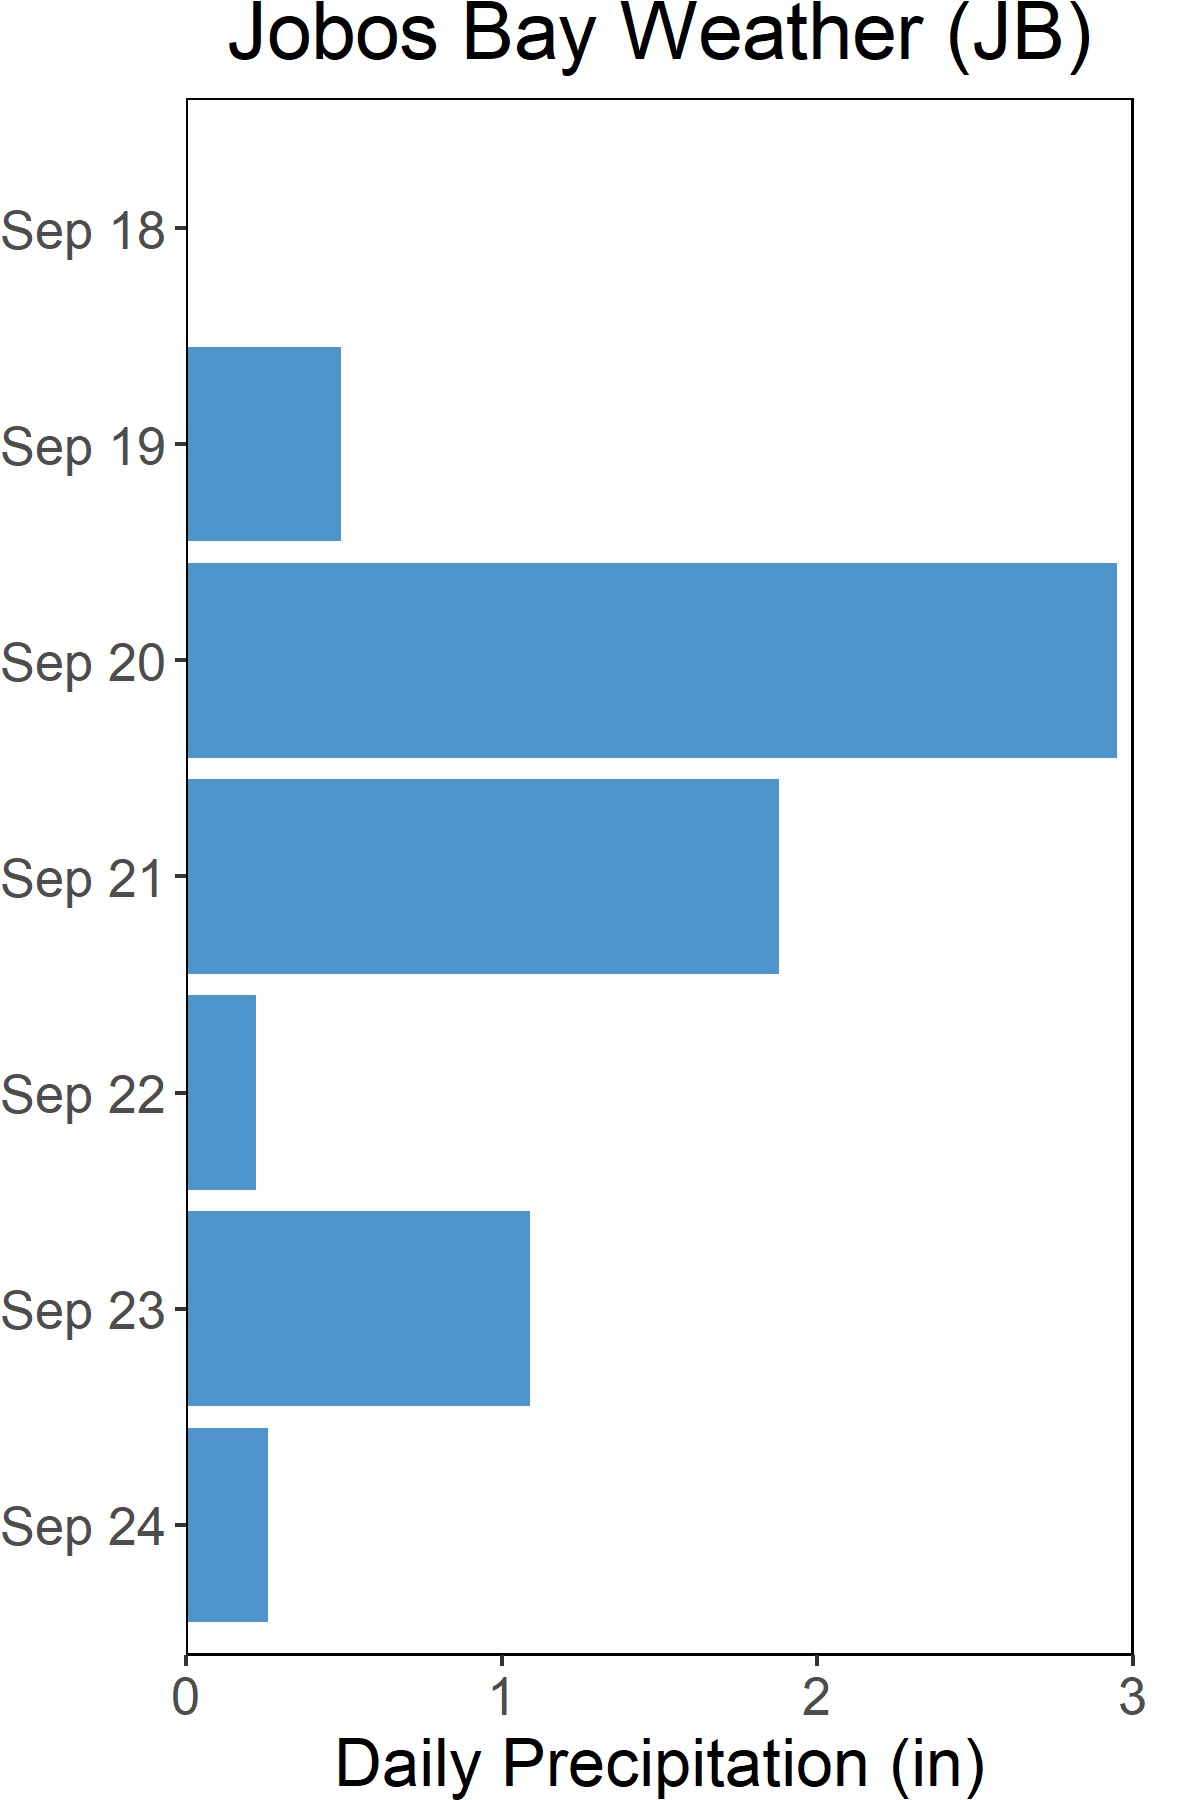 Jobos Bay Weather (JB)
Sep 18
Sep 19
Sep 20
Sep 21
Sep 22
Sep 23
Sep 24
0 1 2 3
Daily Precipitation (in)